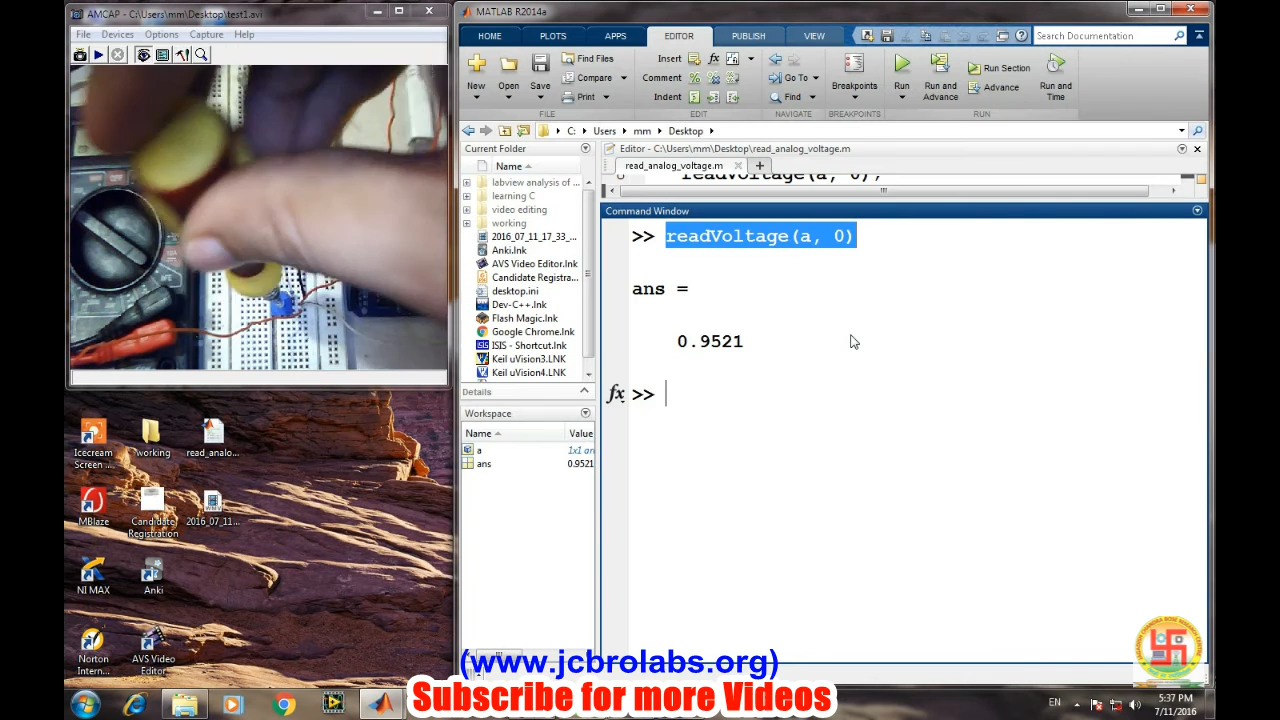 AMCAP - C:\Users\mm\Desktop\test1.avi
File Devices Options Capture Help
MATLAB R2014a
HOME PLOTS APPS EDITOR PUBLISH VIEW Search Documentation
New Open Save Find Files Compare Print
Insert Comment Indent
Go To Find
Breakpoints
Run Run and Advance Run Section Advance Run and Time
FILE EDIT NAVIGATE BREAKPOINTS RUN
C: Users mm Desktop
Current Folder
Name
labview analysis of ...
learning C
video editing
working
2016_07_11_17_33_...
Anki.lnk
AVS Video Editor.lnk
Candidate Registra...
desktop.ini
Dev-C++.lnk
Flash Magic.lnk
Google Chrome.lnk
ISIS - Shortcut.lnk
Keil uVision3.LNK
Keil uVision4.LNK
Details
Workspace
Name Value
a 1x1 ar
ans 0.9521
Editor - C:\Users\mm\Desktop\read_analog_voltage.m
read_analog_voltage.m
readVoltage(a, 0);
Command Window
>> readVoltage(a, 0)
ans =
0.9521
fx >>
Icecream Screen ...
working
read_analo...
MBlaze
Candidate Registration
2016_07_11...
NI MAX
Anki
Norton Intern...
AVS Video Editor
(www.jcbrolabs.org)
Subscribe for more Videos
EN
5:37 PM
7/11/2016